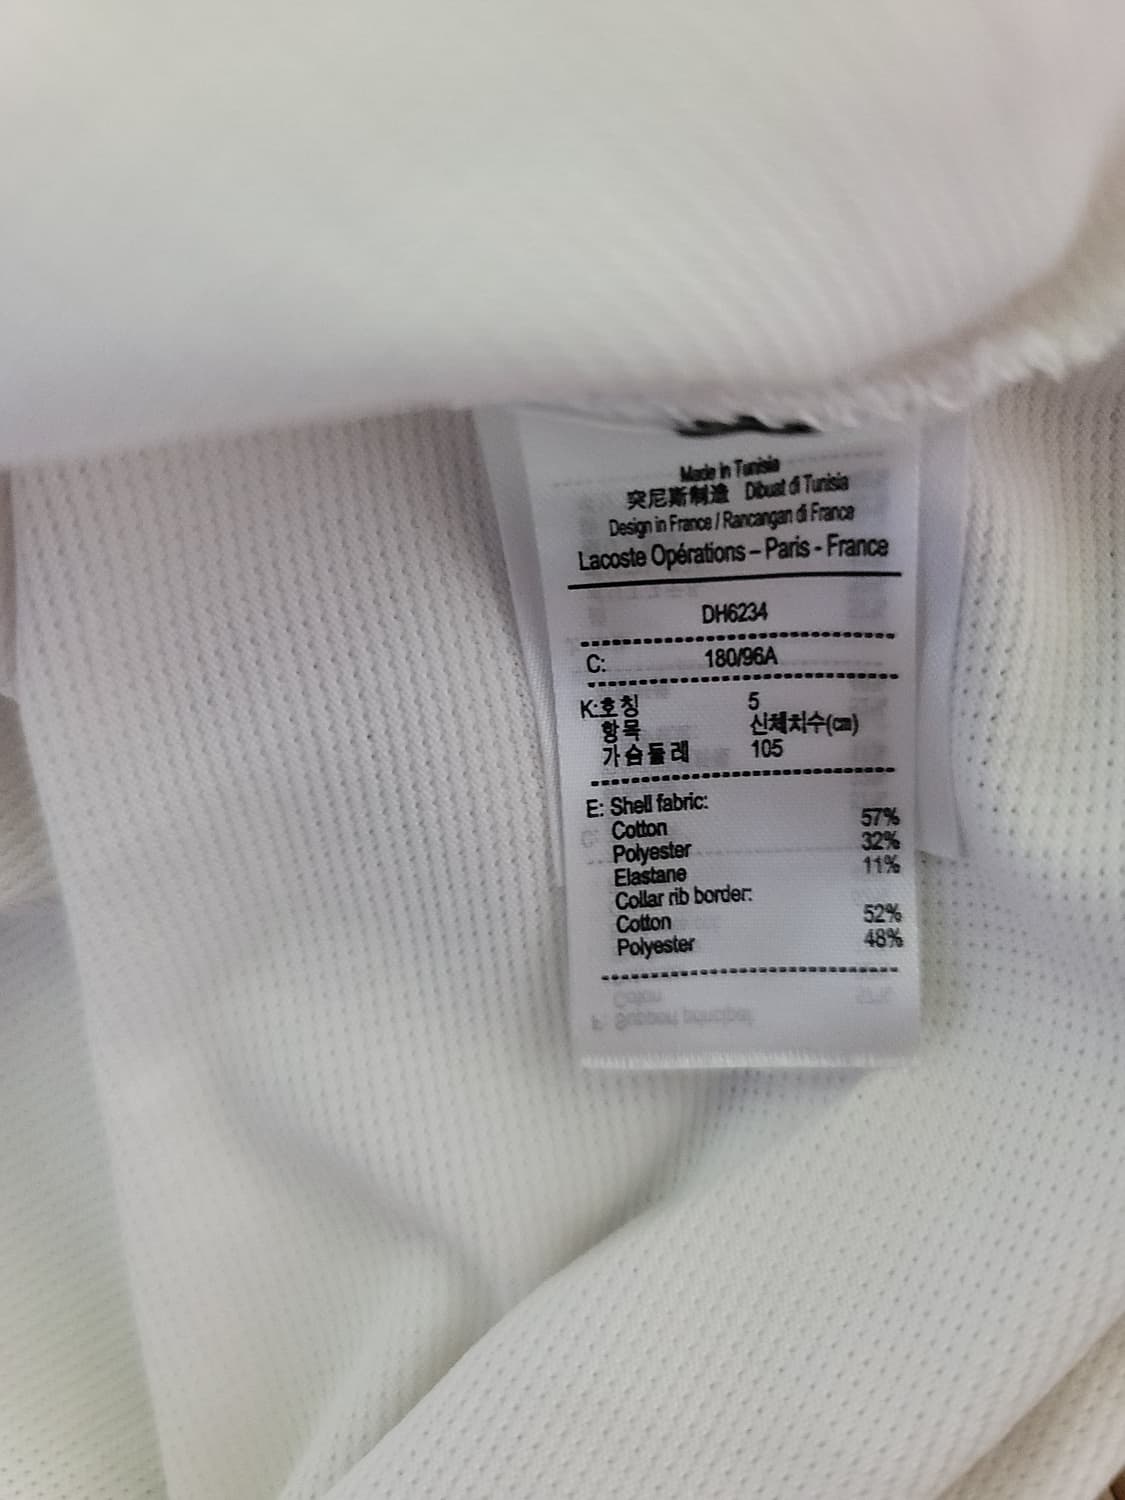 Made in Tunisia
突尼斯制造 Dibuat di Tunisia
Design in France / Rancangan di France
Lacoste Opérations – Paris - France
DH6234
C: 180/96A
K: 호칭 5
항목 신체치수(㎝)
가슴둘레 105
E: Shell fabric:
Cotton 57%
Polyester 32%
Elastane 11%
Collar rib border:
Cotton 52%
Polyester 48%